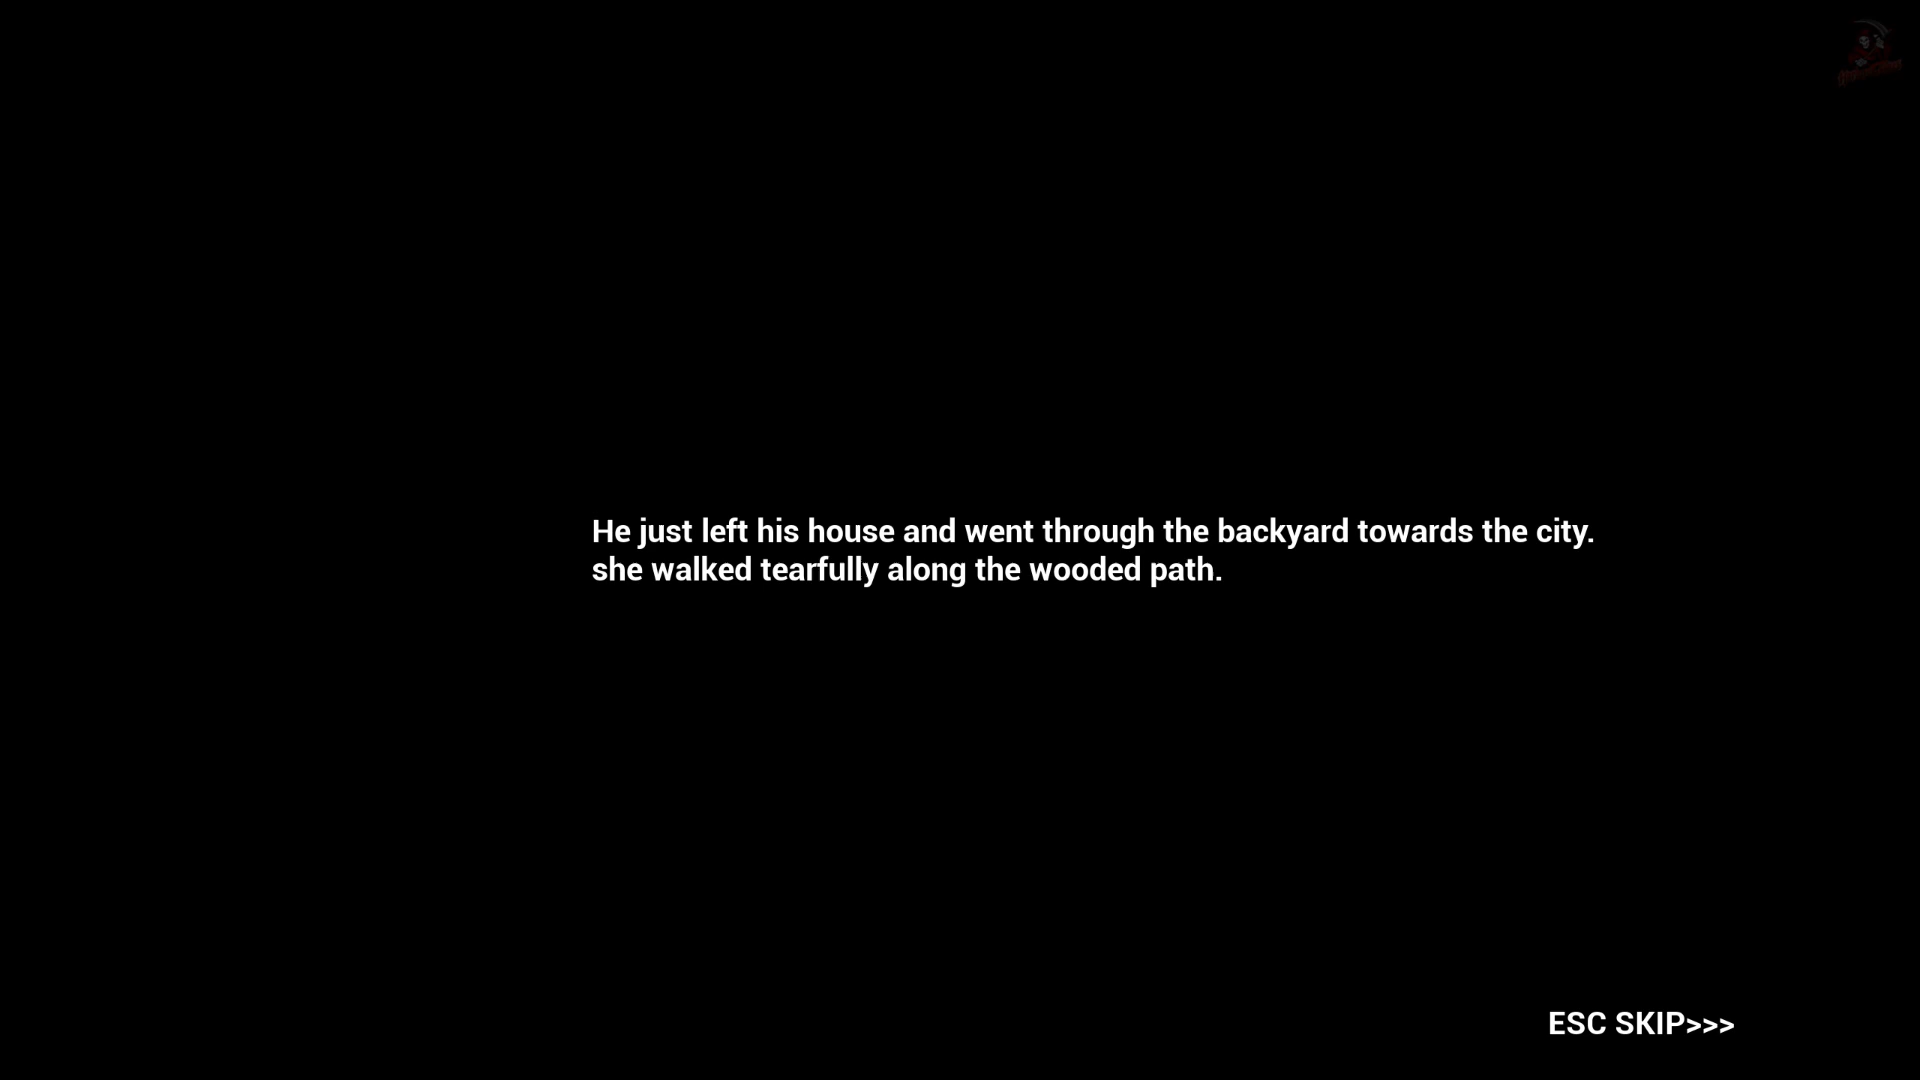 He just left his house and went through the backyard towards the city.
she walked tearfully along the wooded path.
ESC SKIP>>>